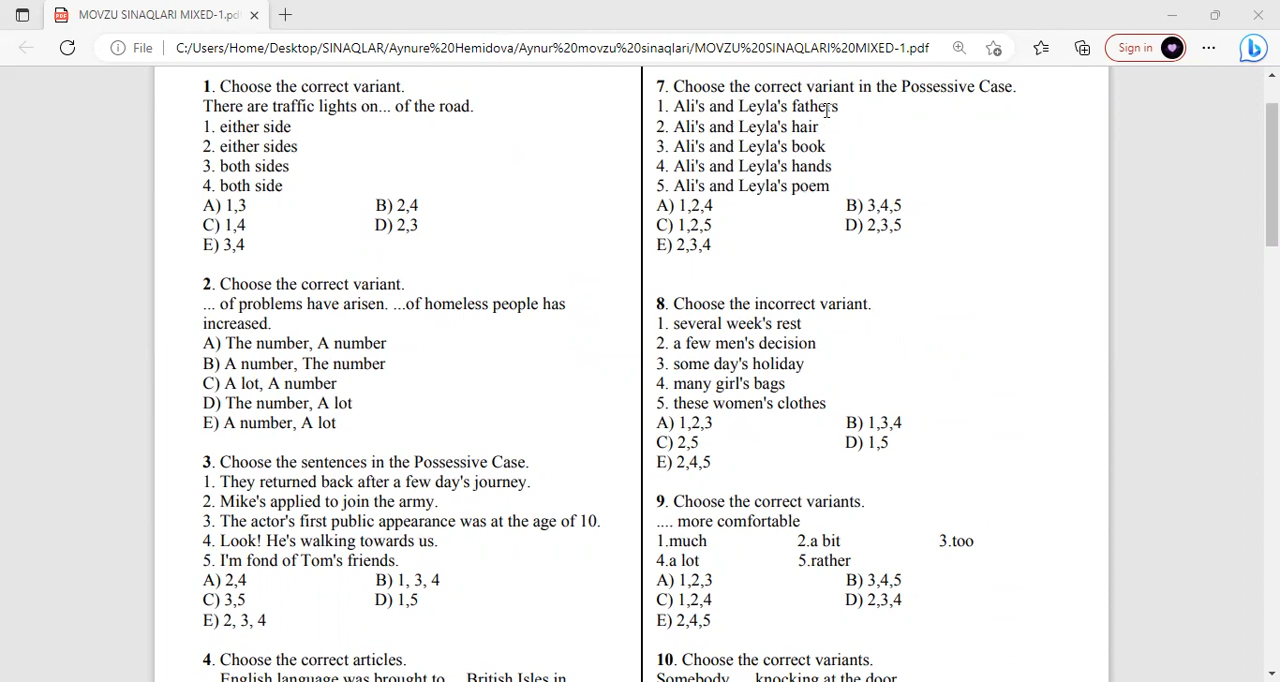 MOVZU SINAQLARI MIXED-1.pd
File
C:/Users/Home/Desktop/SINAQLAR/Aynure%20Hemidova/Aynur%20movzu%20sinaqlari/MOVZU%20SINAQLARI%20MIXED-1.pdf
Sign in
1. Choose the correct variant.
There are traffic lights on... of the road.
1. either side
2. either sides
3. both sides
4. both side
A) 1,3 B) 2,4
C) 1,4 D) 2,3
E) 3,4
2. Choose the correct variant.
... of problems have arisen. ...of homeless people has
increased.
A) The number, A number
B) A number, The number
C) A lot, A number
D) The number, A lot
E) A number, A lot
3. Choose the sentences in the Possessive Case.
1. They returned back after a few day's journey.
2. Mike's applied to join the army.
3. The actor's first public appearance was at the age of 10.
4. Look! He's walking towards us.
5. I'm fond of Tom's friends.
A) 2,4 B) 1, 3, 4
C) 3,5 D) 1,5
E) 2, 3, 4
4. Choose the correct articles.
English language was brought to ... British Isles in
7. Choose the correct variant in the Possessive Case.
1. Ali's and Leyla's fathers
2. Ali's and Leyla's hair
3. Ali's and Leyla's book
4. Ali's and Leyla's hands
5. Ali's and Leyla's poem
A) 1,2,4 B) 3,4,5
C) 1,2,5 D) 2,3,5
E) 2,3,4
8. Choose the incorrect variant.
1. several week's rest
2. a few men's decision
3. some day's holiday
4. many girl's bags
5. these women's clothes
A) 1,2,3 B) 1,3,4
C) 2,5 D) 1,5
E) 2,4,5
9. Choose the correct variants.
.... more comfortable
1.much 2.a bit 3.too
4.a lot 5.rather
A) 1,2,3 B) 3,4,5
C) 1,2,4 D) 2,3,4
E) 2,4,5
10. Choose the correct variants.
Somebody ... knocking at the door